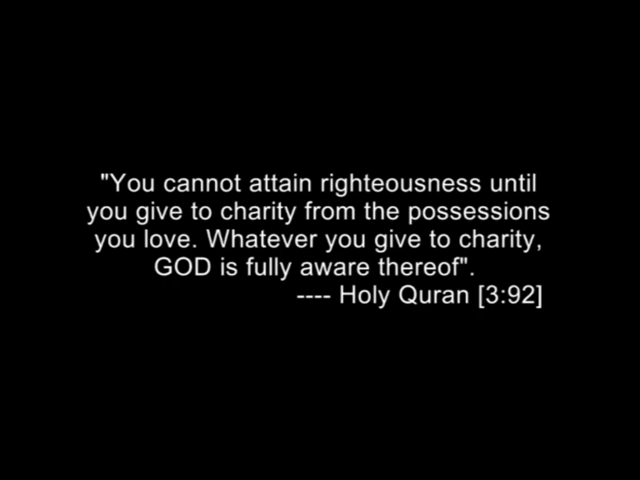 "You cannot attain righteousness until
you give to charity from the possessions
you love. Whatever you give to charity,
GOD is fully aware thereof".
---- Holy Quran [3:92]